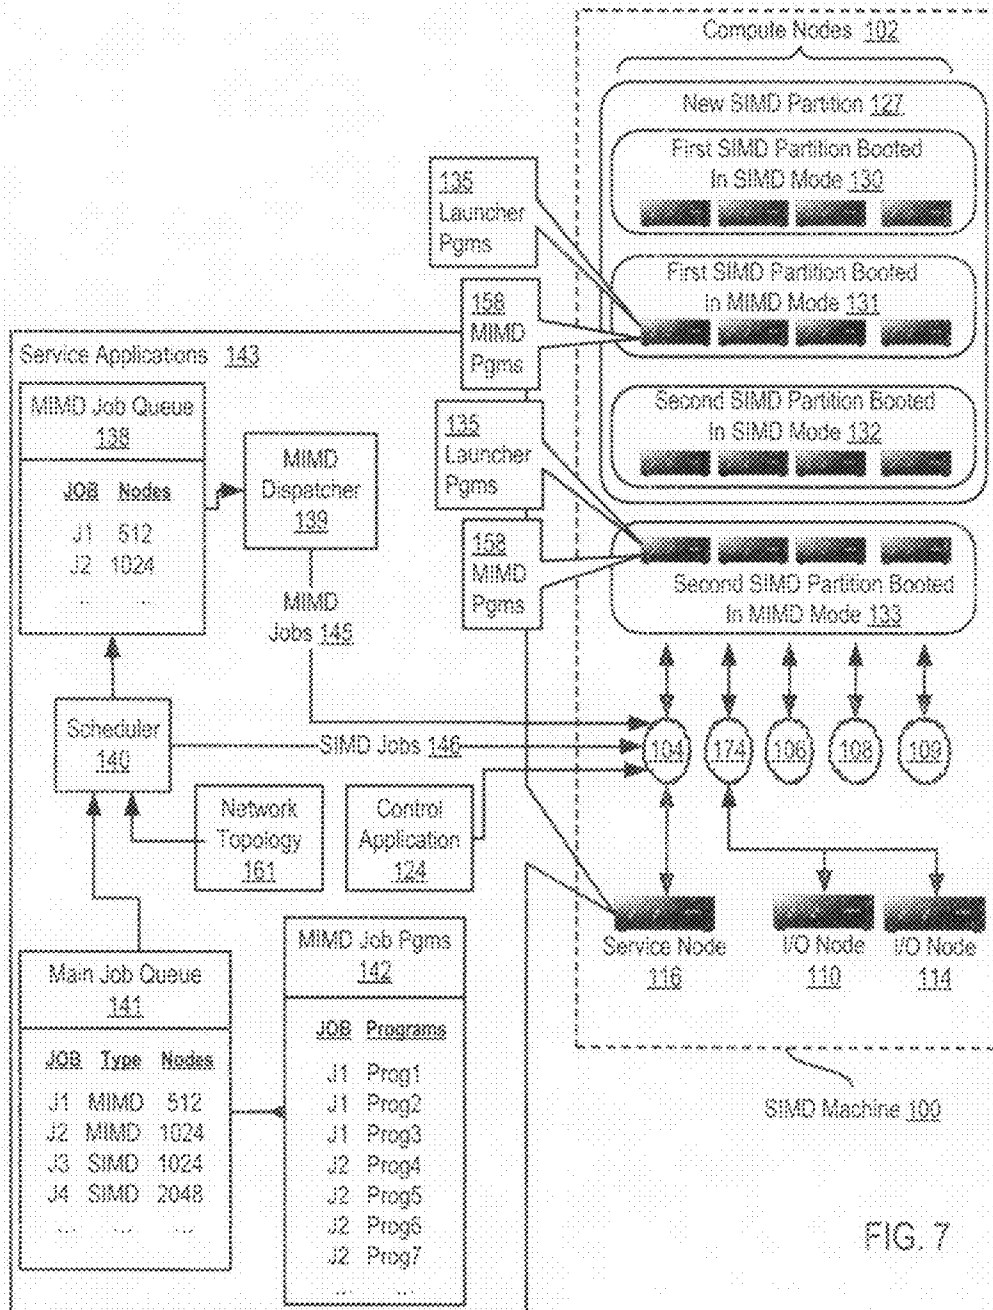 Compute Nodes 102
New SIMD Partition 127
First SIMD Partition Booted
In SIMD Mode 130
First SIMD Partition Booted
in MIMD Mode 131
Second SIMD Partition Booted
In SIMD Mode 132
Second SIMD Partition Booted
In MIMD Mode 133
135
Launcher
Pgms
158
MIMD
Pgms
135
Launcher
Pgms
158
MIMD
Pgms
Service Applications 143
MIMD Job Queue
138
JOB Nodes
J1 512
J2 1024
... ...
MIMD
Dispatcher
139
MIMD
Jobs 145
Scheduler
140
SIMD Jobs 146
104
174
106
108
109
Network
Topology
161
Control
Application
124
Service Node
116
I/O Node
110
I/O Node
114
Main Job Queue
141
JOB Type Nodes
J1 MIMD 512
J2 MIMD 1024
J3 SIMD 1024
J4 SIMD 2048
... ... ...
MIMD Job Pgms
142
JOB Programs
J1 Prog1
J1 Prog2
J1 Prog3
J2 Prog4
J2 Prog5
J2 Prog6
J2 Prog7
... ...
SIMD Machine 100
FIG. 7